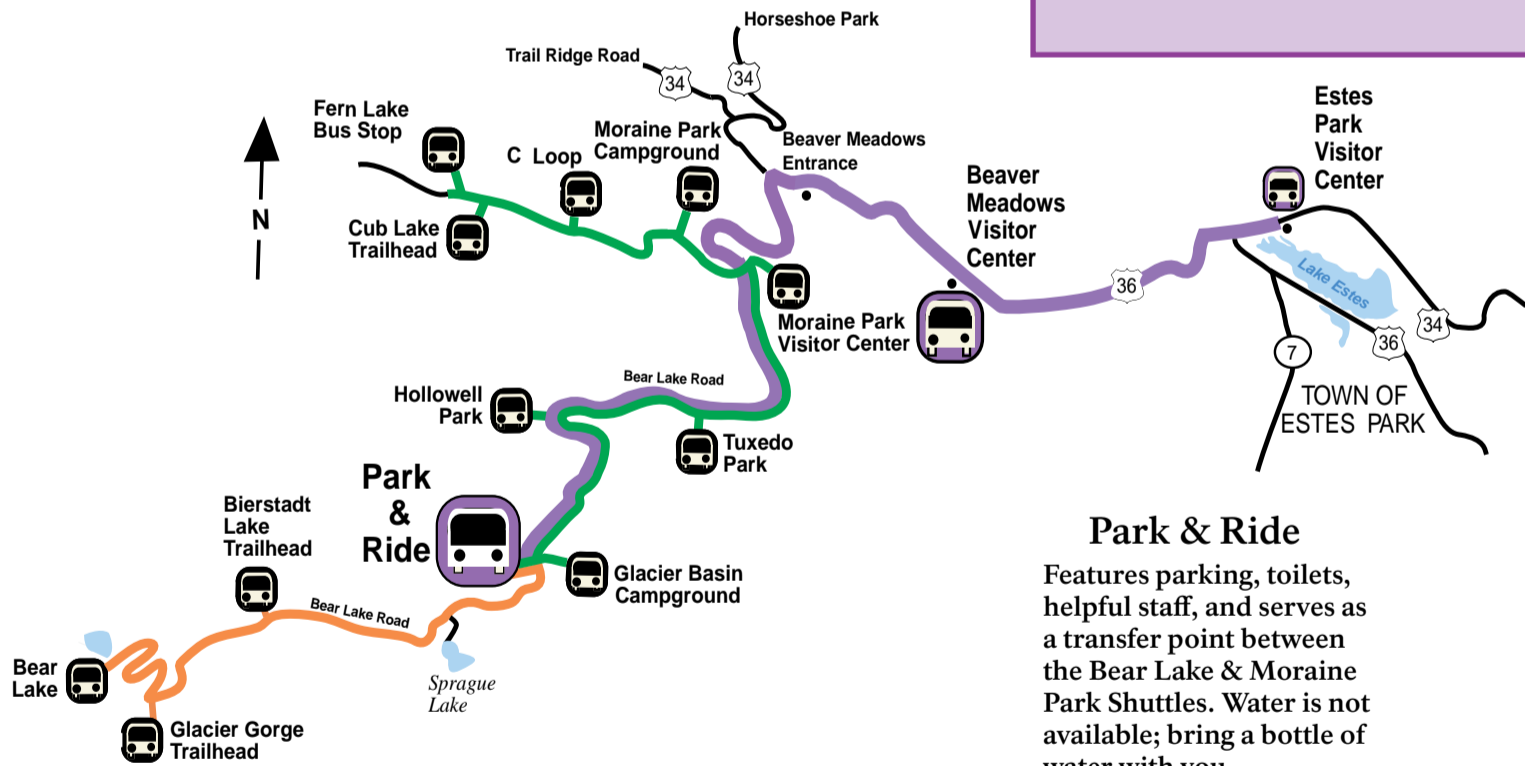 Horseshoe Park
Trail Ridge Road
34
34
Fern Lake
Bus Stop
C Loop
Moraine Park
Campground
Beaver Meadows
Entrance
Estes
Park
Visitor
Center
Beaver
Meadows
Visitor
Center
N
Cub Lake
Trailhead
Lake Estes
36
Moraine Park
Visitor Center
34
36
7
TOWN OF
ESTES PARK
Bear Lake Road
Hollowell
Park
Tuxedo
Park
Park
&
Ride
Bierstadt
Lake
Trailhead
Glacier Basin
Campground
Bear Lake Road
Bear
Lake
Sprague
Lake
Glacier Gorge
Trailhead
Park & Ride
Features parking, toilets,
helpful staff, and serves as
a transfer point between
the Bear Lake & Moraine
Park Shuttles. Water is not
available; bring a bottle of
water with you